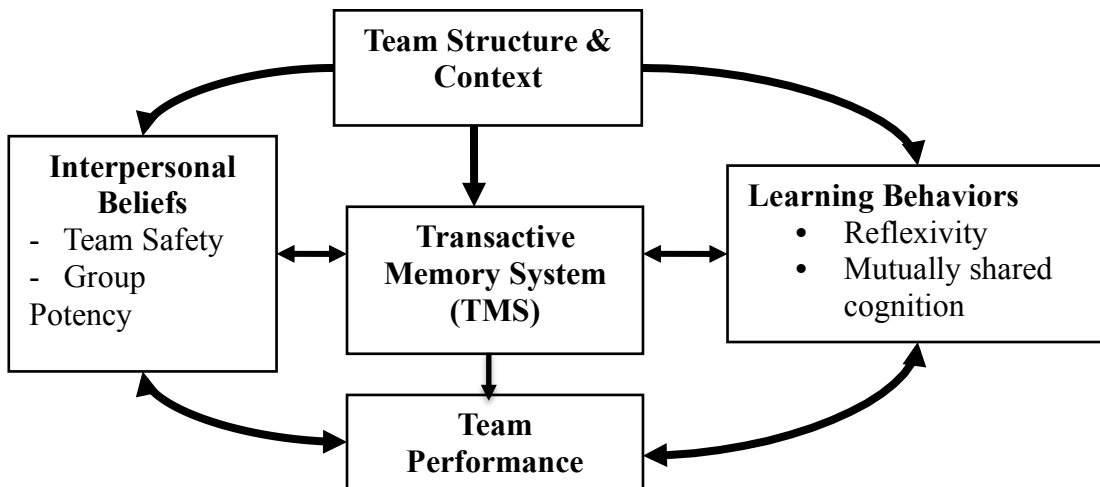 Team Structure &
Context
Interpersonal
Beliefs
- Team Safety
- Group
Potency
Transactive
Memory System
(TMS)
Learning Behaviors
• Reflexivity
• Mutually shared
cognition
Team
Performance